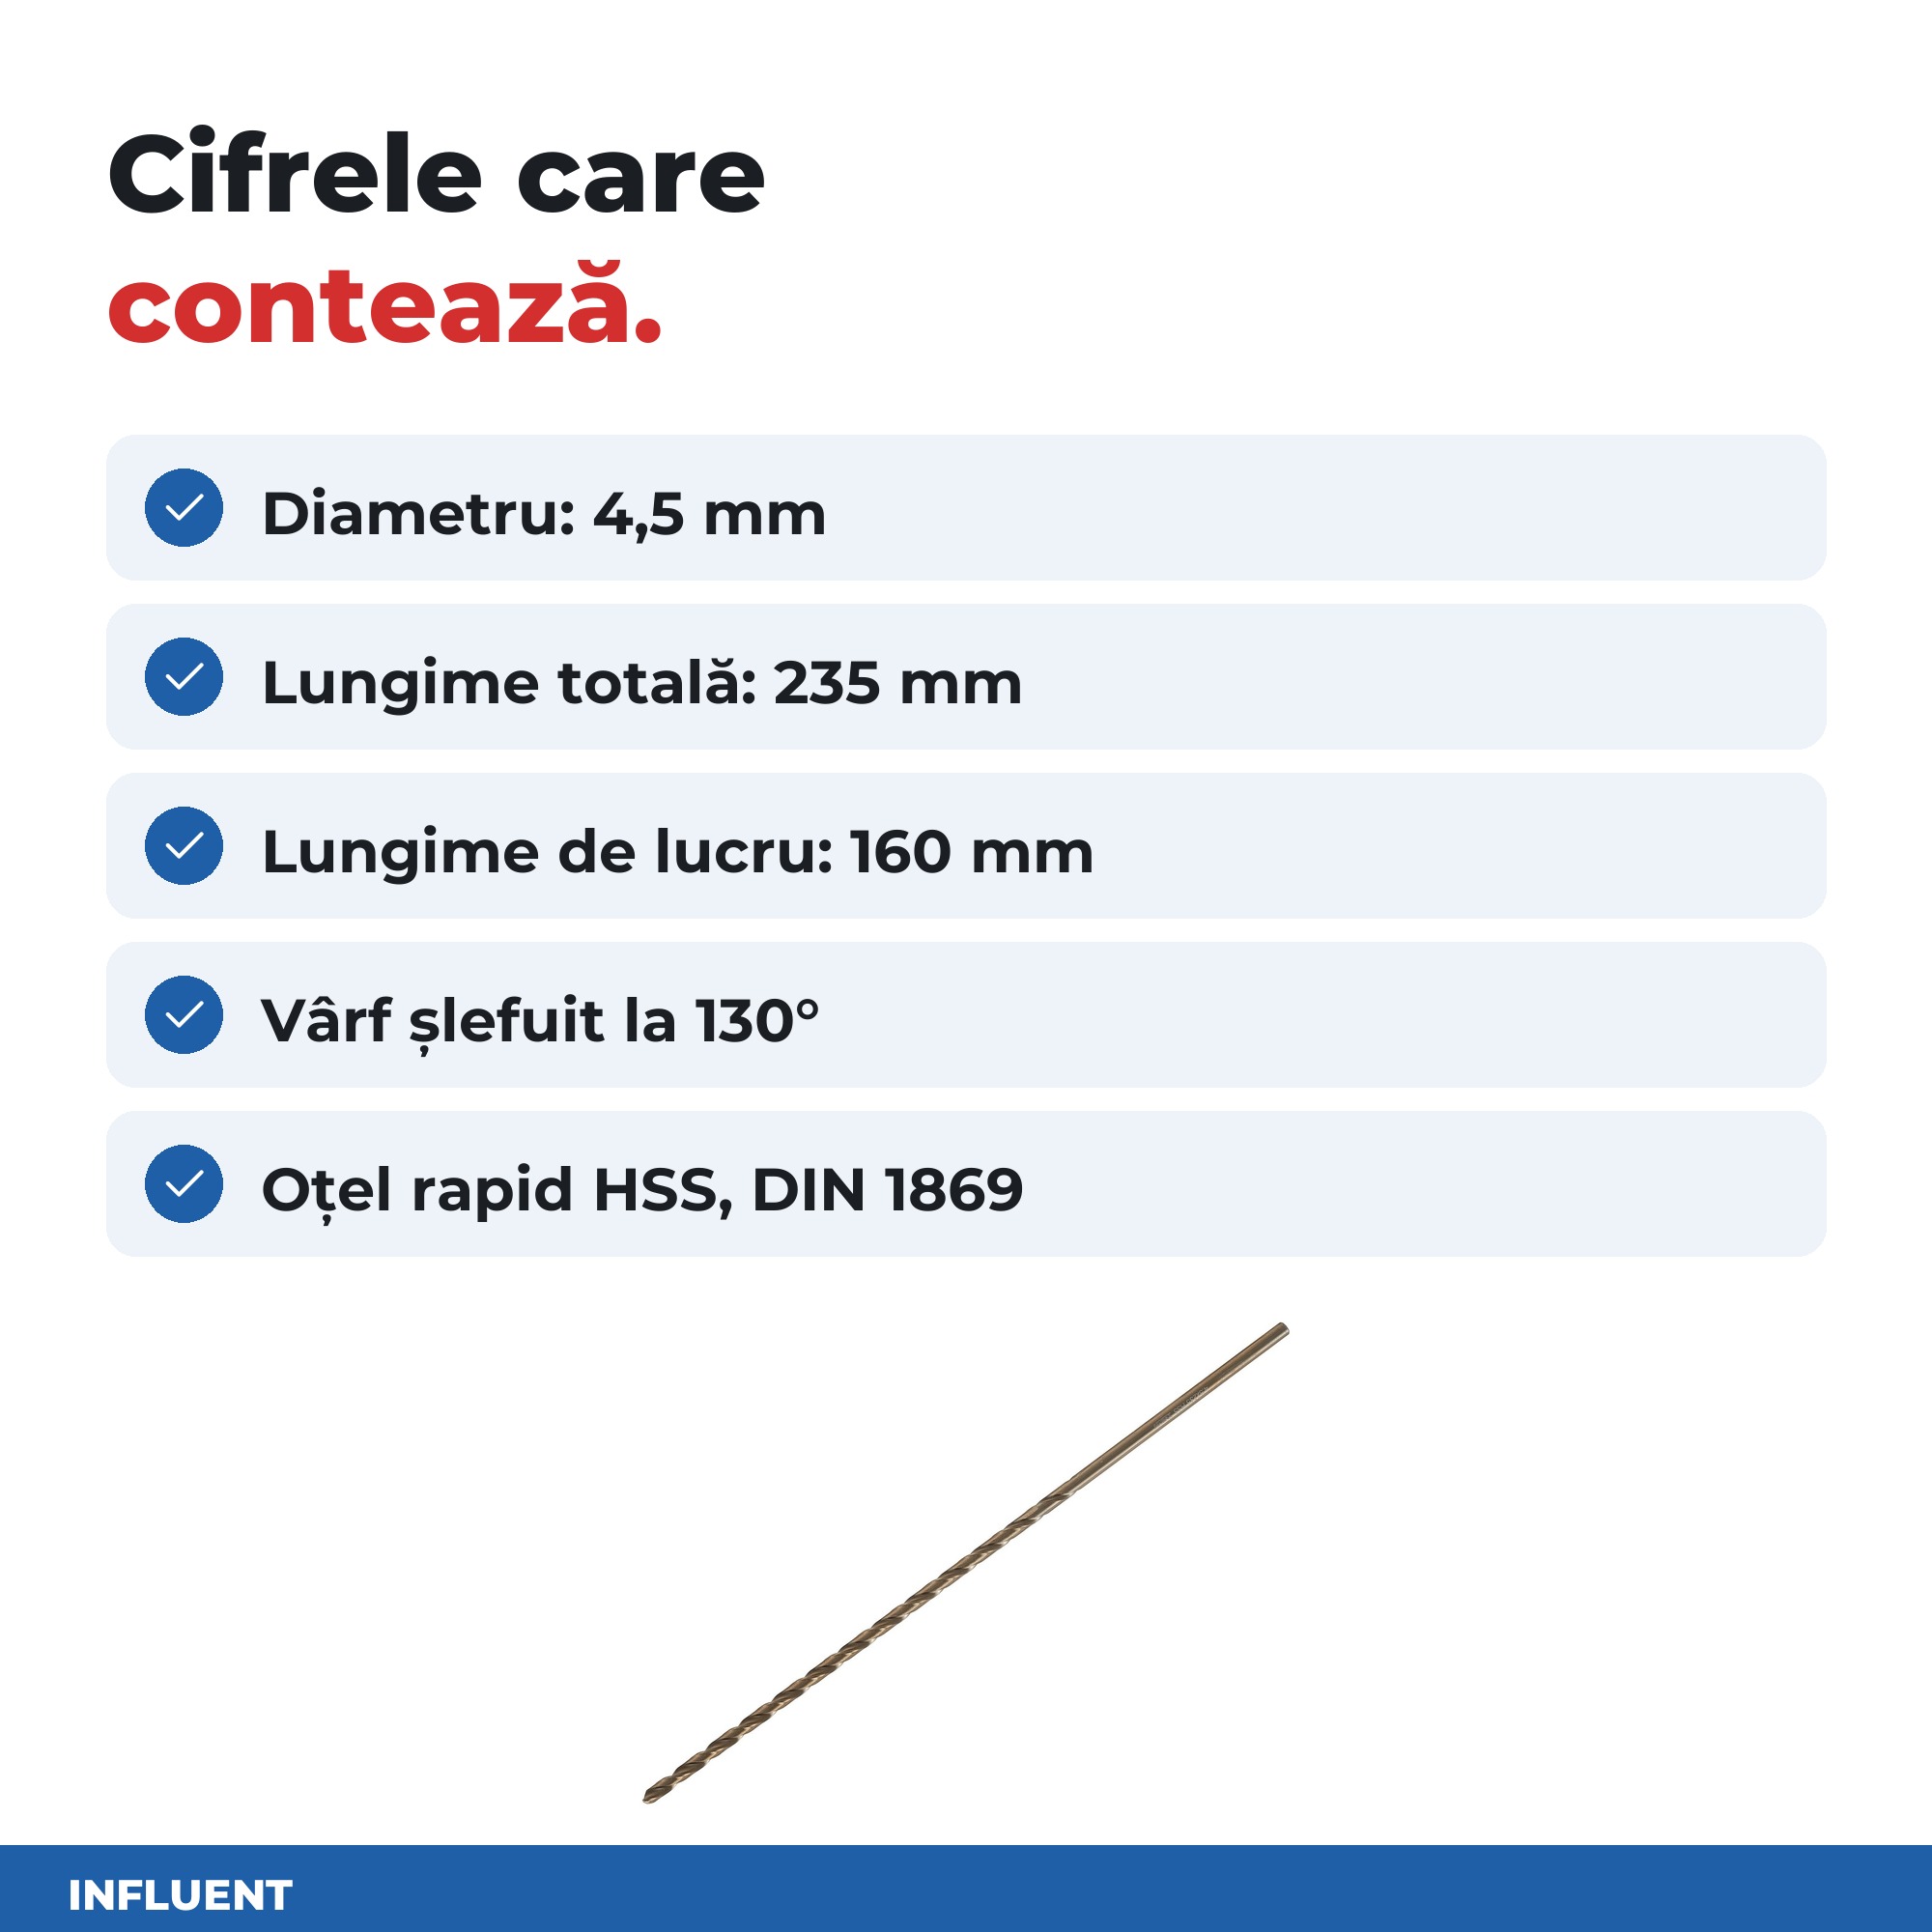 Cifrele care
contează.
Diametru: 4,5 mm
Lungime totală: 235 mm
Lungime de lucru: 160 mm
Vârf șlefuit la 130°
Oțel rapid HSS, DIN 1869
INFLUENT